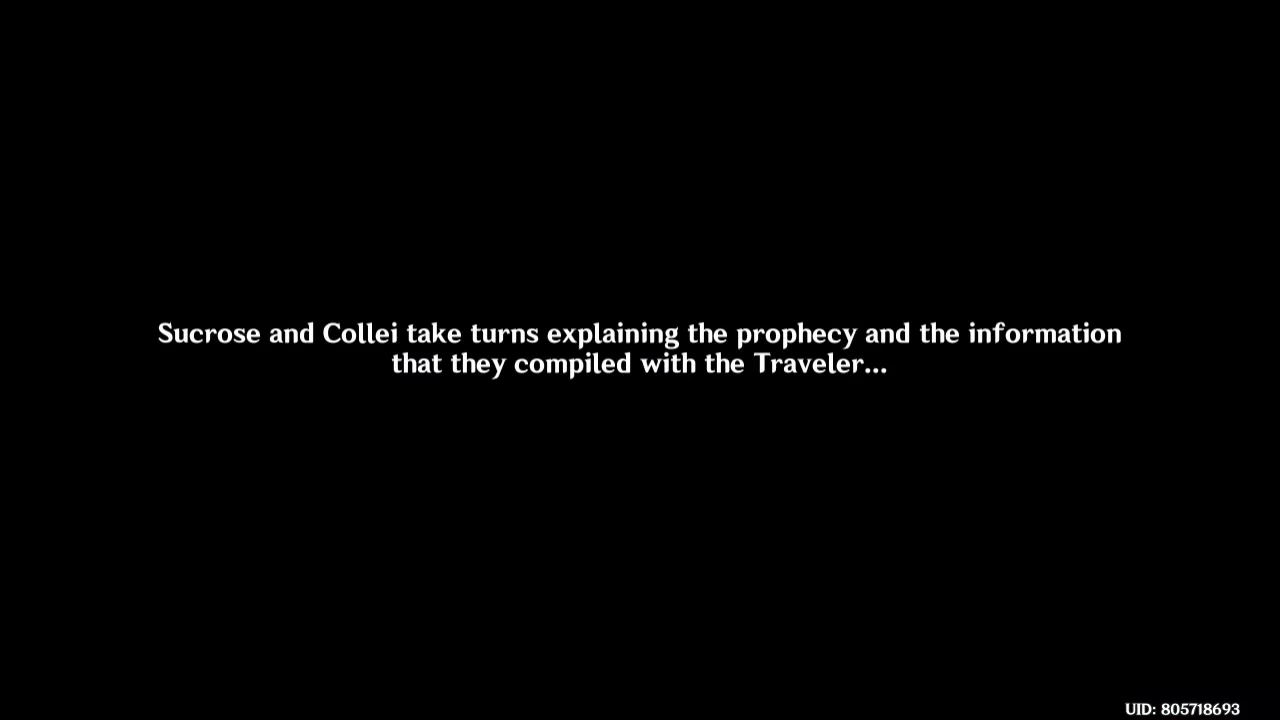 Sucrose and Collei take turns explaining the prophecy and the information
that they compiled with the Traveler...
UID: 805718693